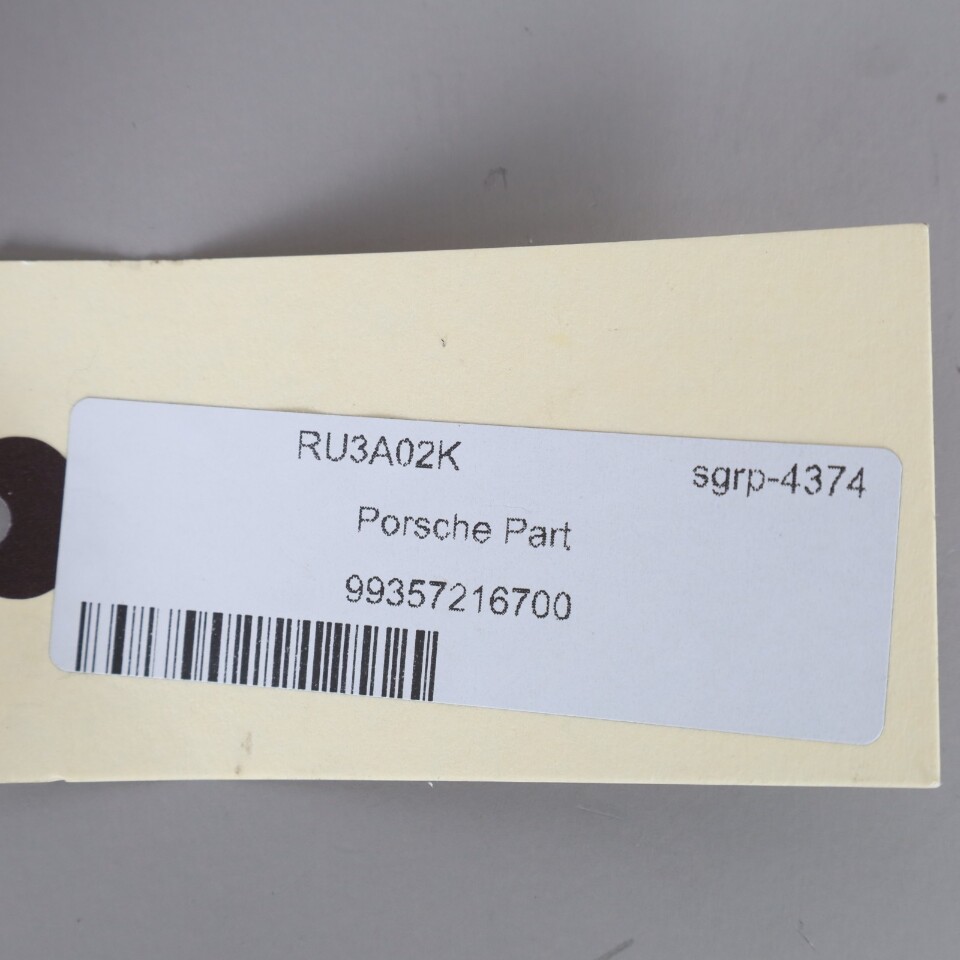 RU3A02K
sgrp-4374
Porsche Part
99357216700